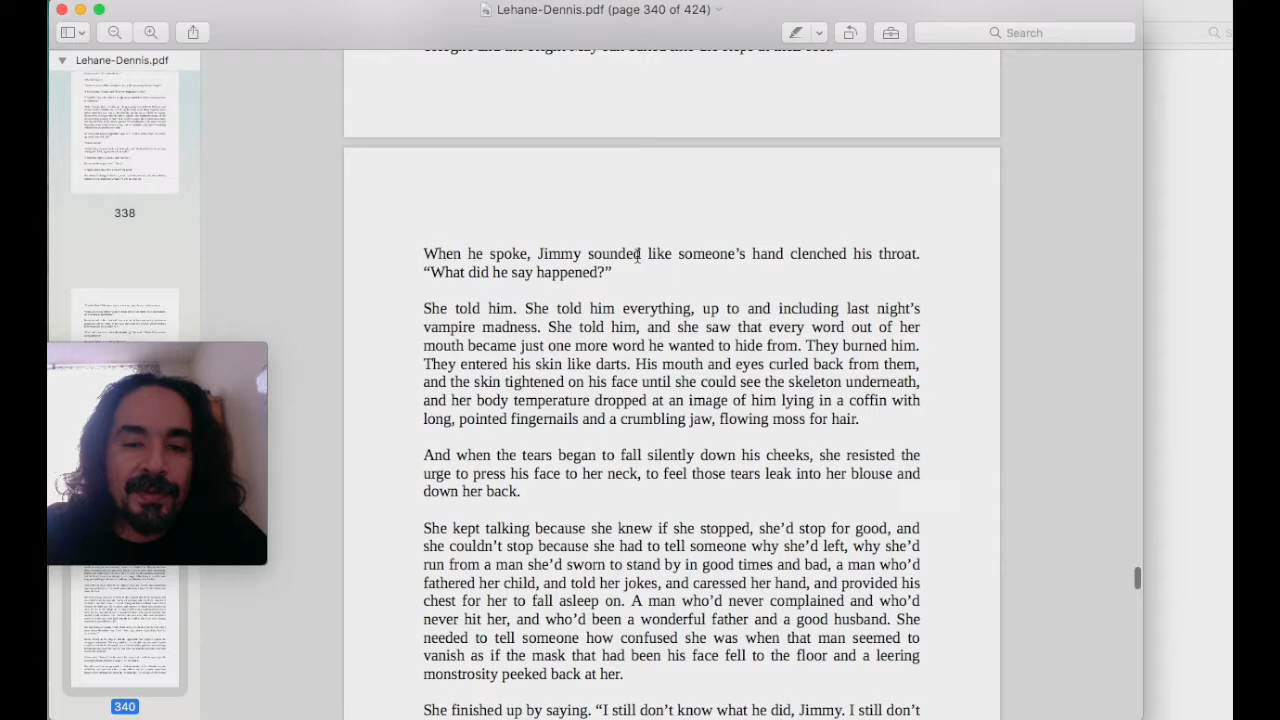 Lehane-Dennis.pdf (page 340 of 424)
Search
Lehane-Dennis.pdf
338
340
When he spoke, Jimmy sounded like someone’s hand clenched his throat.
“What did he say happened?”
She told him. She told him everything, up to and including last night’s
vampire madness. She told him, and she saw that every word out of her
mouth became just one more word he wanted to hide from. They burned him.
They entered his skin like darts. His mouth and eyes curled back from them,
and the skin tightened on his face until she could see the skeleton underneath,
and her body temperature dropped at an image of him lying in a coffin with
long, pointed fingernails and a crumbling jaw, flowing moss for hair.
And when the tears began to fall silently down his cheeks, she resisted the
urge to press his face to her neck, to feel those tears leak into her blouse and
down her back.
She kept talking because she knew if she stopped, she’d stop for good, and
she couldn’t stop because she had to tell someone why she’d left, why she’d
run from a man she’d sworn to stand by in good times and bad, a man who’d
fathered her child and told her jokes, and caressed her hand and provided his
chest for her to fall asleep on. A man who’d never complained and who’d
never hit her, and who’d been a wonderful father and a good husband. She
needed to tell someone how confused she was when that man seemed to
vanish as if the mask that had been his face fell to the floor and a leering
monstrosity peeked back at her.
She finished up by saying. “I still don’t know what he did, Jimmy. I still don’t